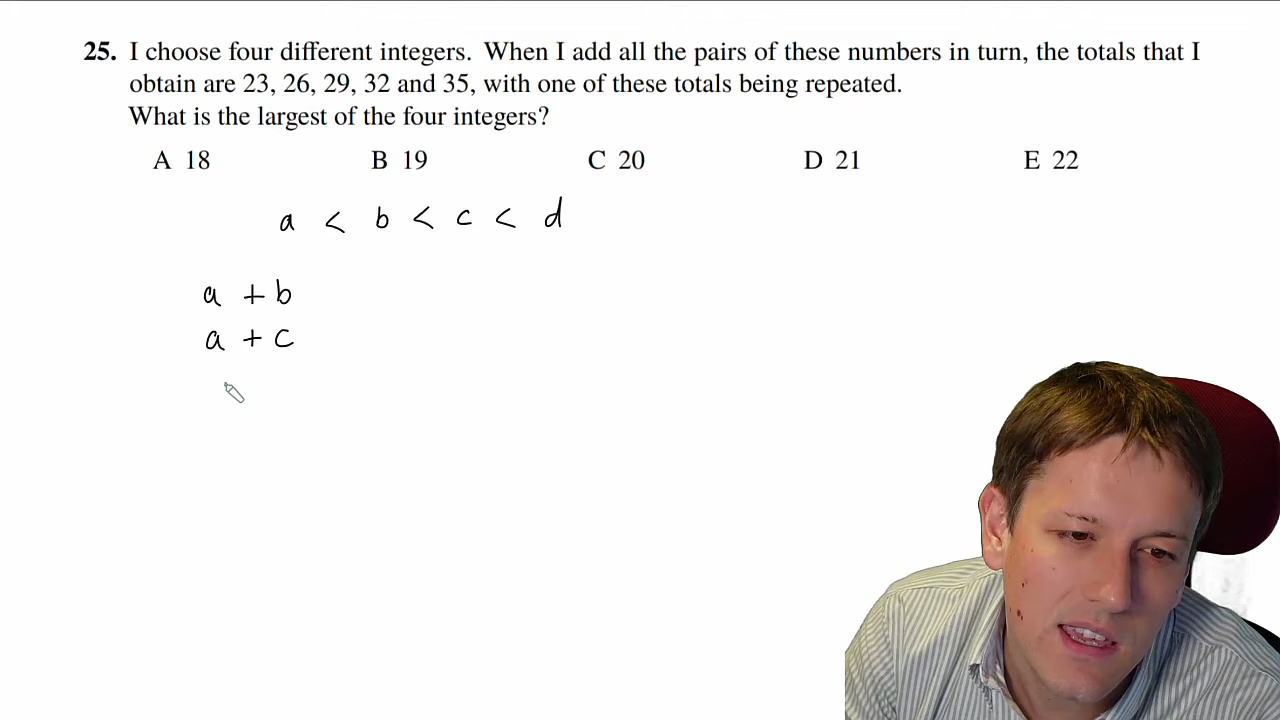 25. I choose four different integers. When I add all the pairs of these numbers in turn, the totals that I
obtain are 23, 26, 29, 32 and 35, with one of these totals being repeated.
What is the largest of the four integers?
A 18 B 19 C 20 D 21 E 22
a < b < c < d
a + b
a + c